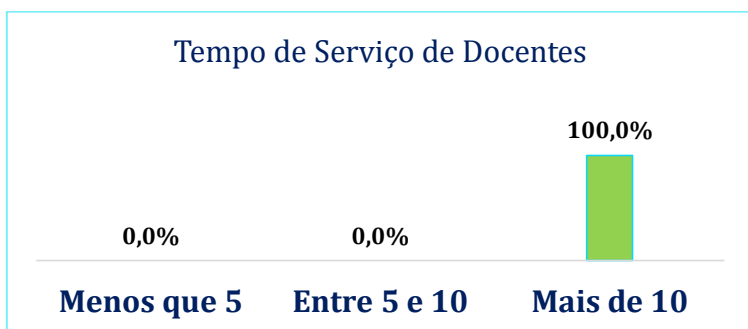 Tempo de Serviço de Docentes
100,0%
0,0% 0,0%
Menos que 5 Entre 5 e 10 Mais de 10